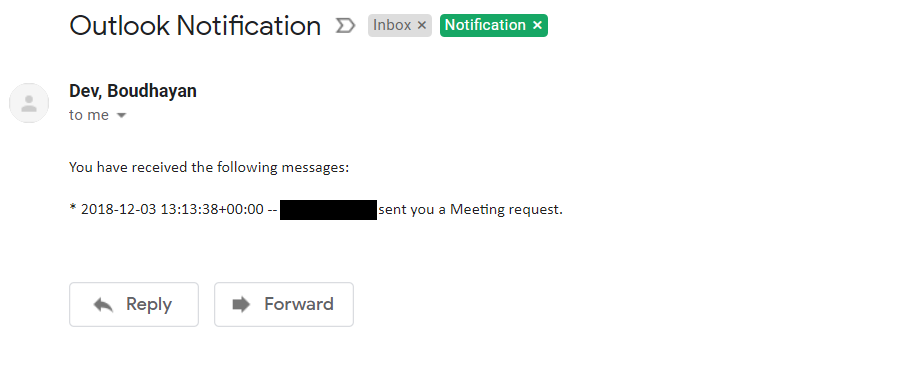 Outlook Notification Inbox × Notification ×
Dev, Boudhayan
to me
You have received the following messages:
* 2018-12-03 13:13:38+00:00 -- sent you a Meeting request.
Reply Forward